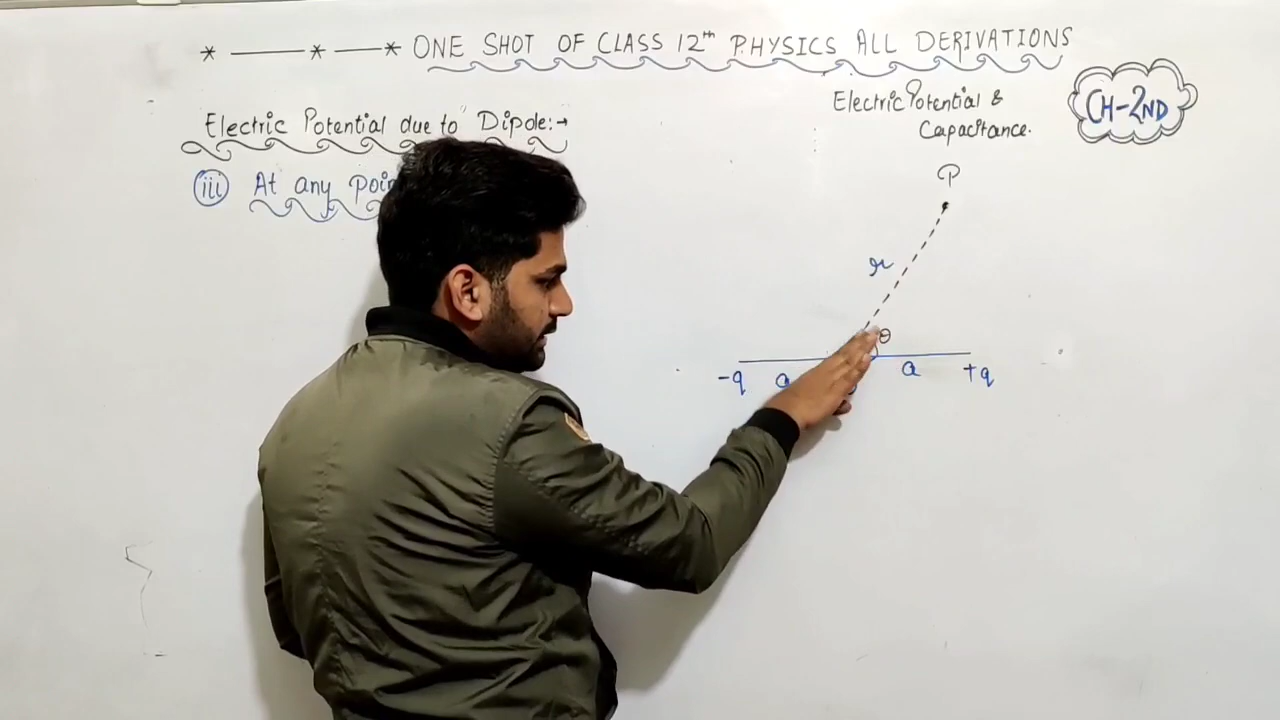 * ——* —* ONE SHOT OF CLASS 12th PHYSICS ALL DERIVATIONS
Electric Potential &
Capacitance.
CH-2ND
Electric Potential due to Dipole:→
(iii) At any
P
r
θ
-q a a +q